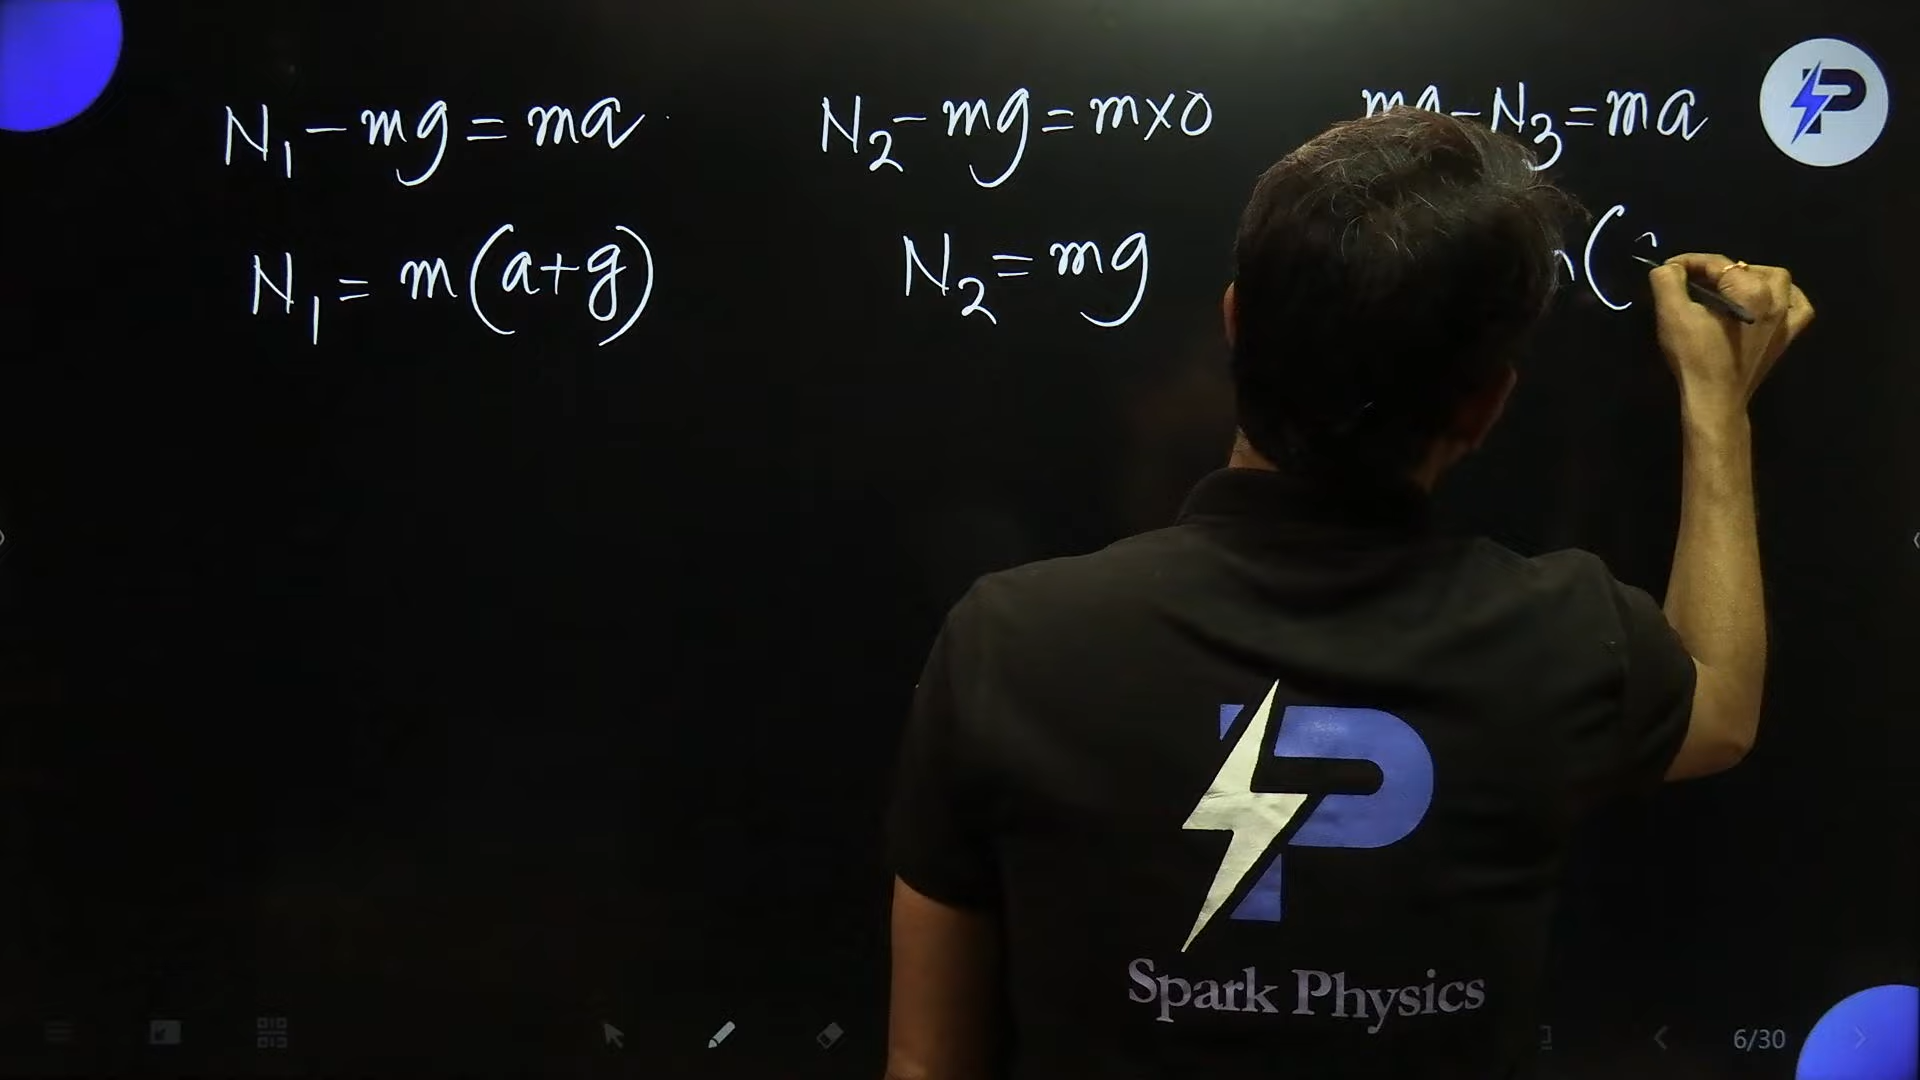 N₁ - mg = ma
N₂ - mg = m×0
mg - N₃ = ma
P
N₁ = m(a+g)
N₂ = mg
m(
P
Spark Physics
6/30